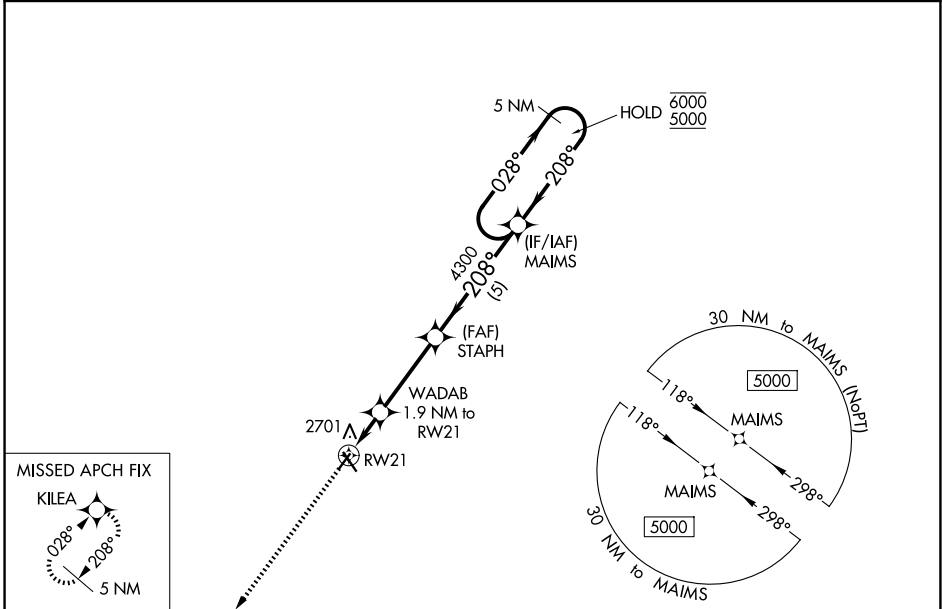 5 NM
HOLD 6000
5000
028°
208°
(IF/IAF)
MAIMS
4300
208°
(5)
(FAF)
STAPH
WADAB
1.9 NM to
RW21
2701
RW21
30 NM to MAIMS (NoPT)
5000
118°
MAIMS
298°
118°
MAIMS
298°
5000
30 NM to MAIMS
MISSED APCH FIX
KILEA
028°
208°
5 NM